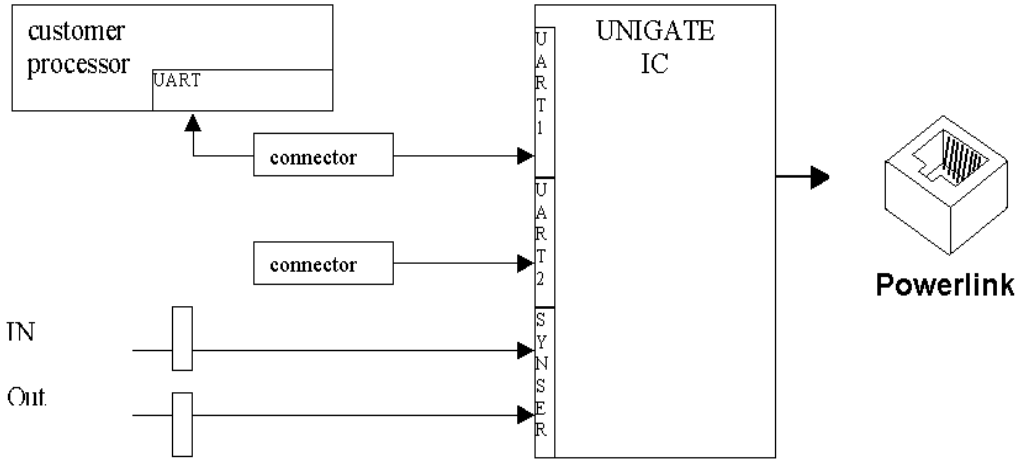 customer
processor
UART
UNIGATE
IC
UART1
connector
UART2
connector
Powerlink
IN
SYNSER
Out